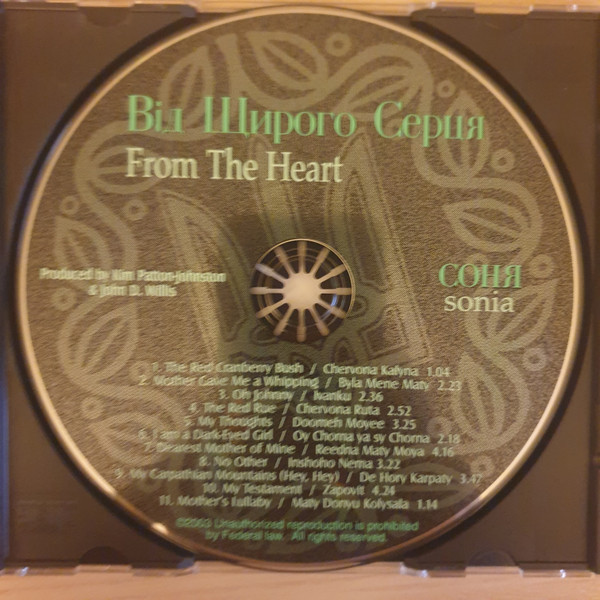 Від Щирого Серця
From The Heart
Produced by Kim Patton-Johnston
& John D. Willis
СОНЯ
sonia
1. The Red Cranberry Bush / Chervona Kalyna 1.04
2. Mother Gave Me a Whipping / Byla Mene Maty 2.23
3. Oh Johnny / Ivanku 2.36
4. The Red Rue / Chervona Ruta 2.52
5. My Thoughts / Doomeh Moyee 3.25
6. I am a Dark-Eyed Girl / Oy Chorna ya sy Chorna 2.18
7. Dearest Mother of Mine / Reedna Maty Moya 4.16
8. No Other / Inshoho Nema 3.22
9. My Carpathian Mountains (Hey, Hey) / De Hory Karpaty 3.47
10. My Testament / Zapovit 4.24
11. Mother's Lullaby / Maty Donyu Kolysala 1.14
©2003 Unauthorized reproduction is prohibited
by Federal law. All rights reserved.